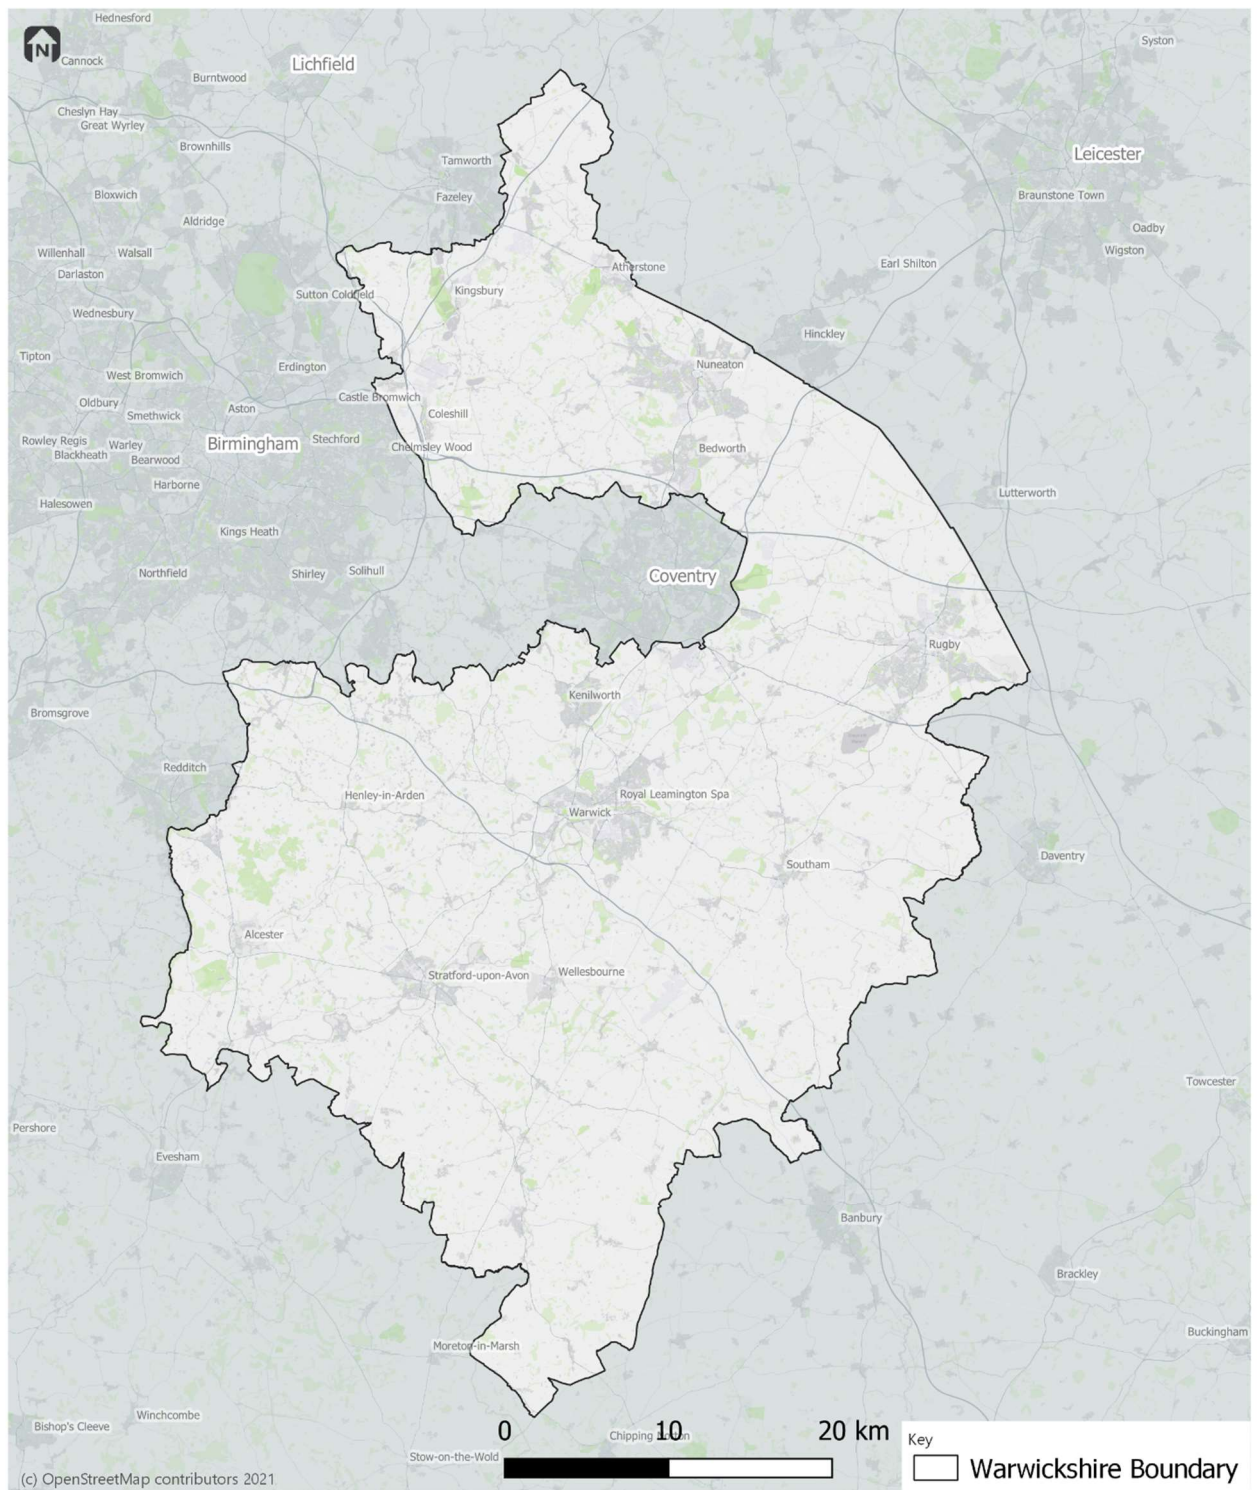 Hednesford
N
Cannock
Lichfield
Syston
Burntwood
Cheslyn Hay
Great Wyrley
Brownhills
Tamworth
Leicester
Fazeley
Bloxwich
Braunstone Town
Aldridge
Oadby
Wigston
Willenhall
Walsall
Darlaston
Atherstone
Earl Shilton
Kingsbury
Sutton Coldfield
Wednesbury
Hinckley
Tipton
Erdington
Nuneaton
West Bromwich
Castle Bromwich
Oldbury
Aston
Smethwick
Coleshill
Rowley Regis
Warley
Birmingham
Stechford
Chelmsley Wood
Bedworth
Blackheath
Bearwood
Harborne
Lutterworth
Halesowen
Kings Heath
Northfield
Shirley
Solihull
Coventry
Rugby
Kenilworth
Bromsgrove
Redditch
Henley-in-Arden
Royal Leamington Spa
Warwick
Daventry
Southam
Alcester
Stratford-upon-Avon
Wellesbourne
Towcester
Pershore
Evesham
Banbury
Brackley
Buckingham
Moreton-in-Marsh
Winchcombe
Bishop's Cleeve
Chipping Norton
Stow-on-the-Wold
0 10 20 km
Key
Warwickshire Boundary
(c) OpenStreetMap contributors 2021